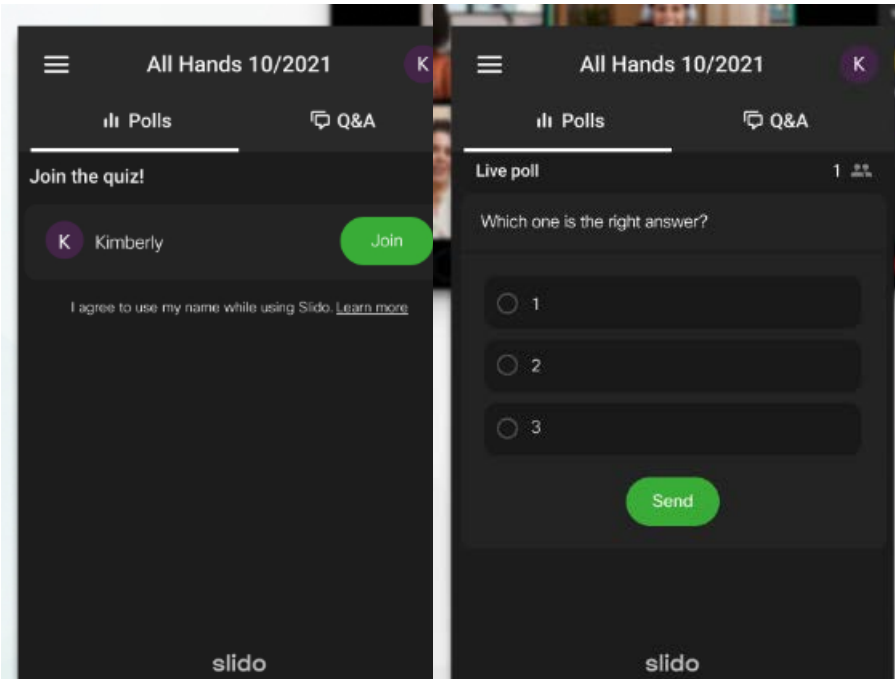 All Hands 10/2021
K
Polls
Q&A
Join the quiz!
K Kimberly
Join
I agree to use my name while using Slido. Learn more
slido
All Hands 10/2021
K
Polls
Q&A
Live poll
1
Which one is the right answer?
1
2
3
Send
slido